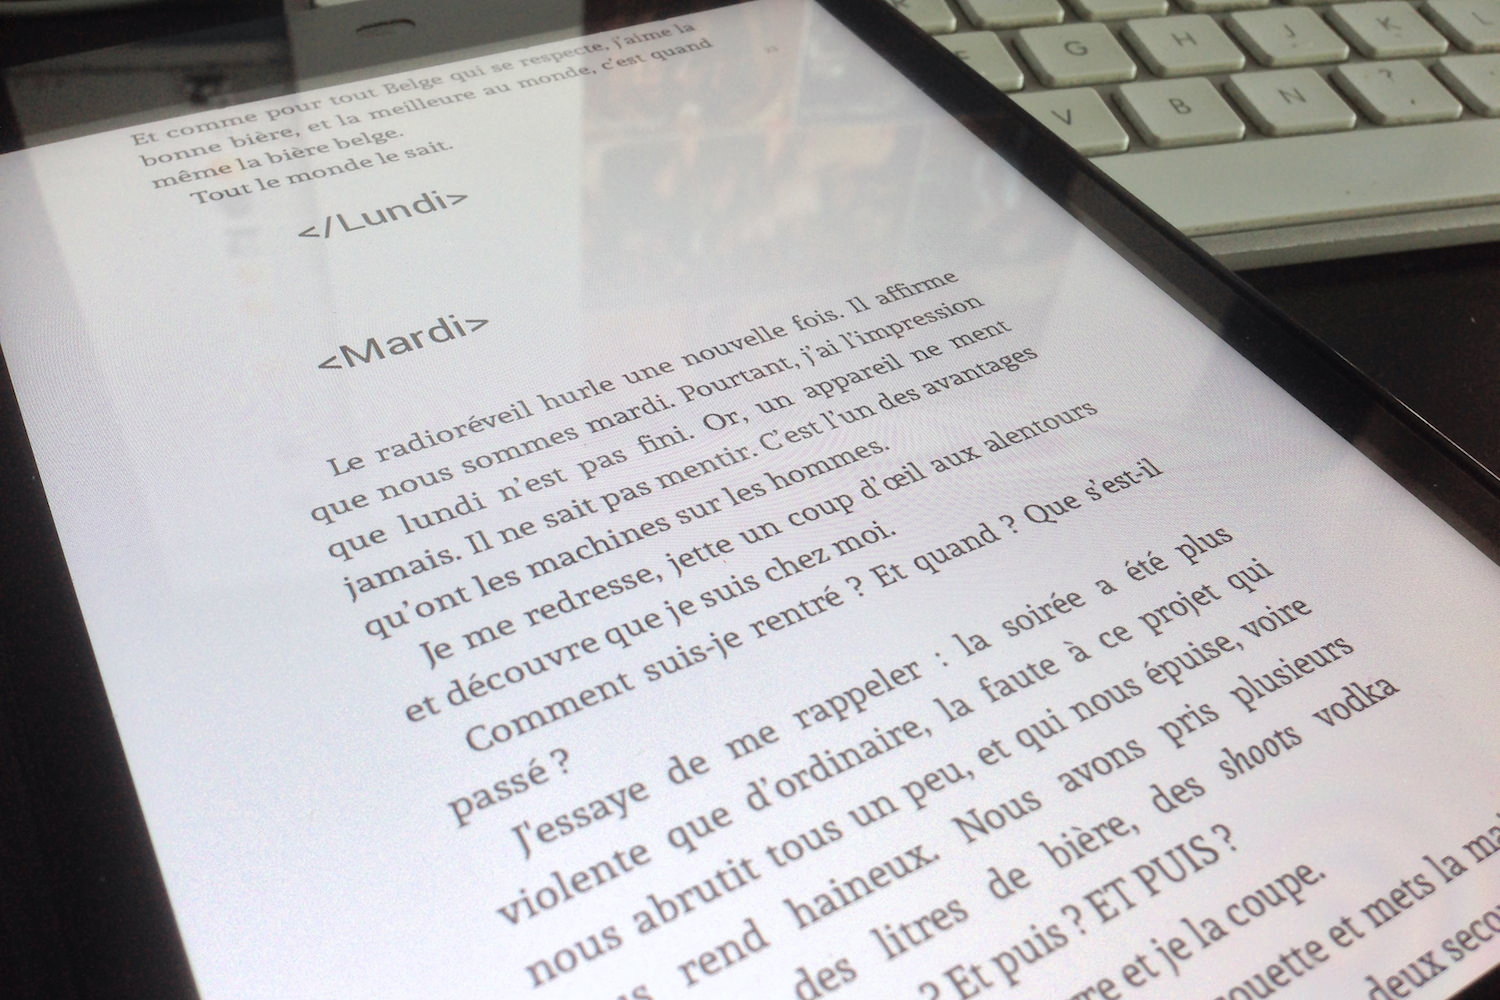 Et comme pour tout Belge qui se respecte, j'aime la
bonne bière, et la meilleure au monde, c'est quand
même la bière belge.
Tout le monde le sait.
</Lundi>
<Mardi>
Le radioréveil hurle une nouvelle fois. Il affirme
que nous sommes mardi. Pourtant, j'ai l'impression
que lundi n'est pas fini. Or, un appareil ne ment
jamais. Il ne sait pas mentir. C'est l'un des avantages
qu'ont les machines sur les hommes.
Je me redresse, jette un coup d'œil aux alentours
et découvre que je suis chez moi.
Comment suis-je rentré ? Et quand ? Que s'est-il
passé ?
J'essaye de me rappeler : la soirée a été plus
violente que d'ordinaire, la faute à ce projet qui
nous abrutit tous un peu, et qui nous épuise, voire
rend haineux. Nous avons pris plusieurs
des litres de bière, des shoots vodka
? Et puis ? ET PUIS ?
et je la coupe.
et mets la
deux
G H J K L
V B N ?